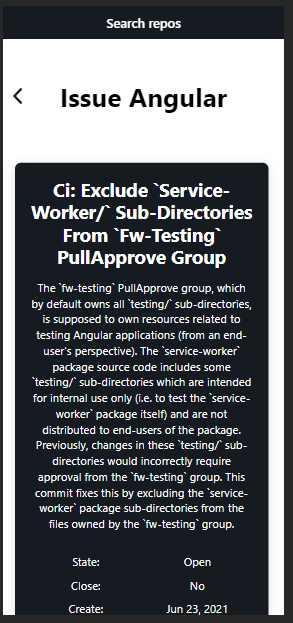 Search repos
Issue Angular
Ci: Exclude `Service-
Worker/` Sub-Directories
From `Fw-Testing`
PullApprove Group
The `fw-testing` PullApprove group, which
by default owns all `testing/` sub-directories,
is supposed to own resources related to
testing Angular applications (from an end-
user's perspective). The `service-worker`
package source code includes some
`testing/` sub-directories which are intended
for internal use only (i.e. to test the `service-
worker` package itself) and are not
distributed to end-users of the package.
Previously, changes in these `testing/` sub-
directories would incorrectly require
approval from the `fw-testing` group. This
commit fixes this by excluding the `service-
worker` package sub-directories from the
files owned by the `fw-testing` group.
State: Open
Close: No
Create: Jun 23, 2021